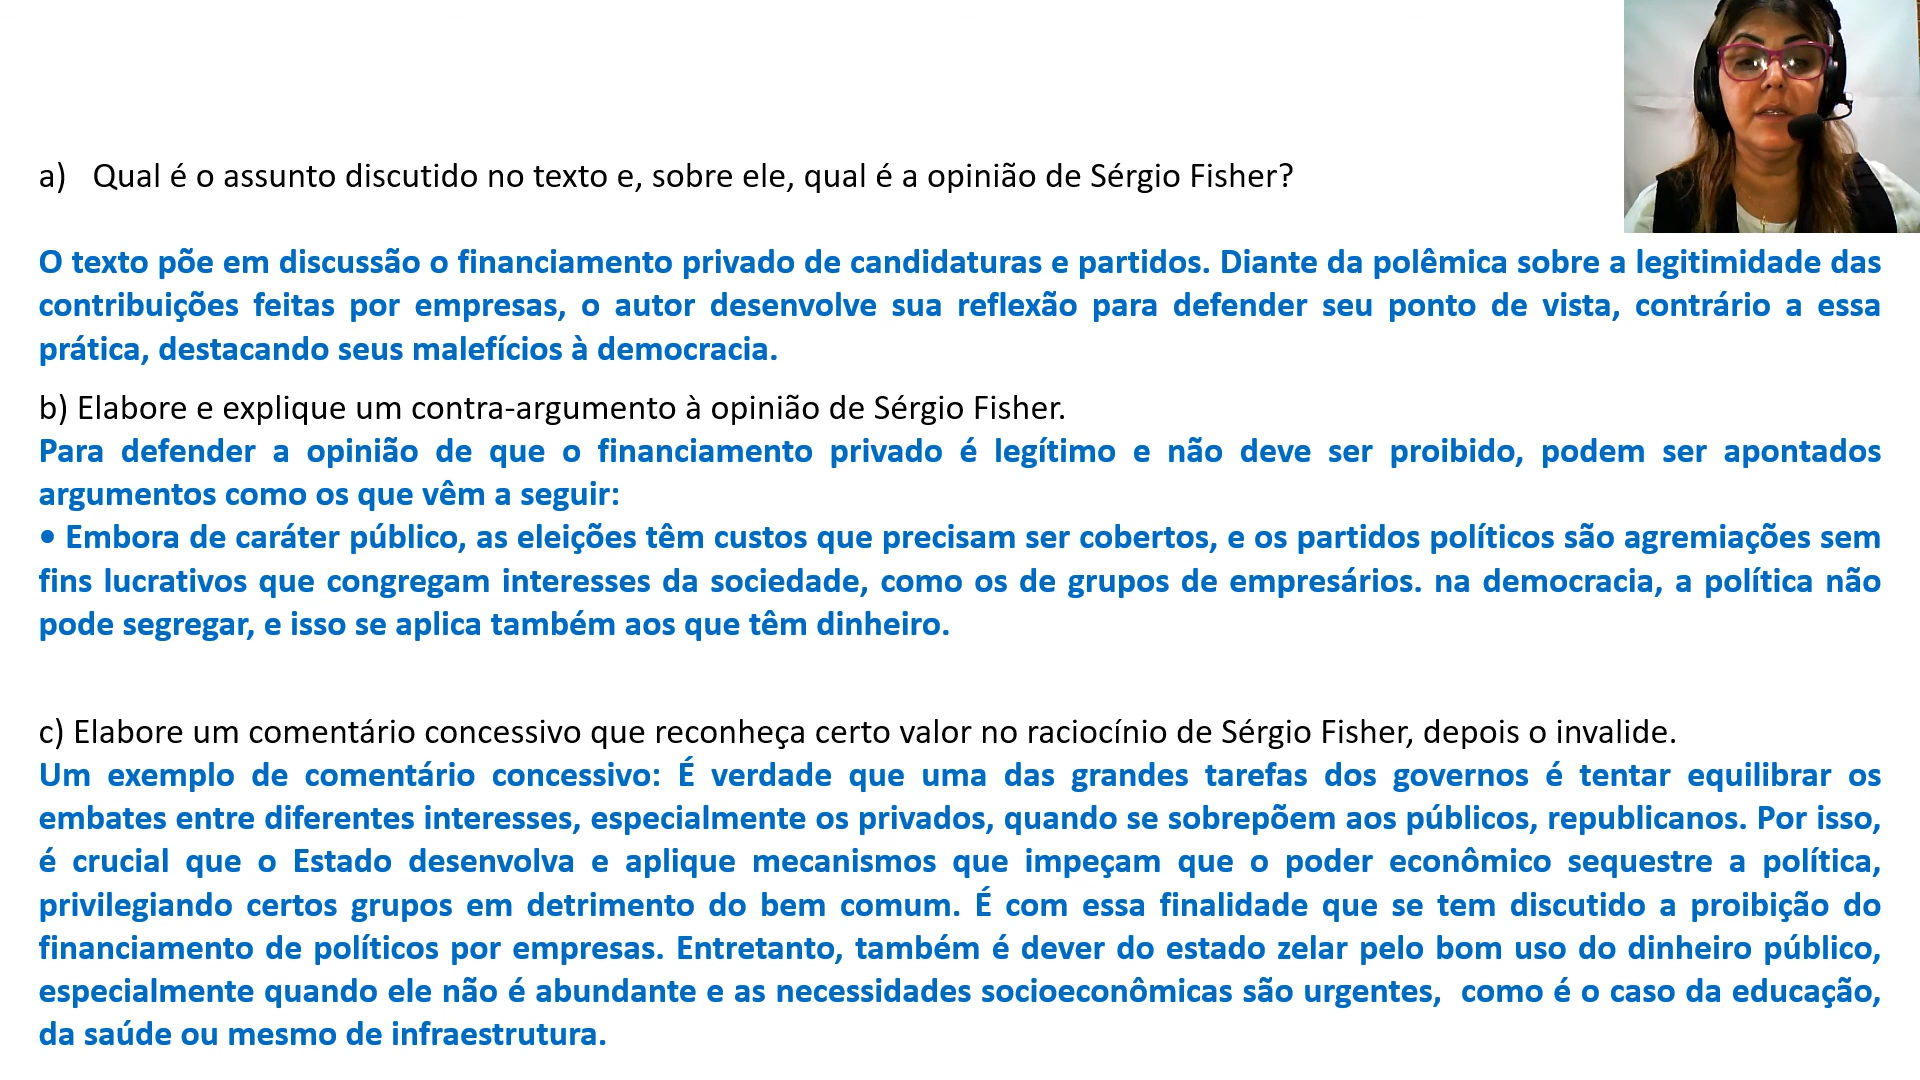 a) Qual é o assunto discutido no texto e, sobre ele, qual é a opinião de Sérgio Fisher?
O texto põe em discussão o financiamento privado de candidaturas e partidos. Diante da polêmica sobre a legitimidade das
contribuições feitas por empresas, o autor desenvolve sua reflexão para defender seu ponto de vista, contrário a essa
prática, destacando seus malefícios à democracia.
b) Elabore e explique um contra-argumento à opinião de Sérgio Fisher.
Para defender a opinião de que o financiamento privado é legítimo e não deve ser proibido, podem ser apontados
argumentos como os que vêm a seguir:
• Embora de caráter público, as eleições têm custos que precisam ser cobertos, e os partidos políticos são agremiações sem
fins lucrativos que congregam interesses da sociedade, como os de grupos de empresários. na democracia, a política não
pode segregar, e isso se aplica também aos que têm dinheiro.
c) Elabore um comentário concessivo que reconheça certo valor no raciocínio de Sérgio Fisher, depois o invalide.
Um exemplo de comentário concessivo: É verdade que uma das grandes tarefas dos governos é tentar equilibrar os
embates entre diferentes interesses, especialmente os privados, quando se sobrepõem aos públicos, republicanos. Por isso,
é crucial que o Estado desenvolva e aplique mecanismos que impeçam que o poder econômico sequestre a política,
privilegiando certos grupos em detrimento do bem comum. É com essa finalidade que se tem discutido a proibição do
financiamento de políticos por empresas. Entretanto, também é dever do estado zelar pelo bom uso do dinheiro público,
especialmente quando ele não é abundante e as necessidades socioeconômicas são urgentes,  como é o caso da educação,
da saúde ou mesmo de infraestrutura.